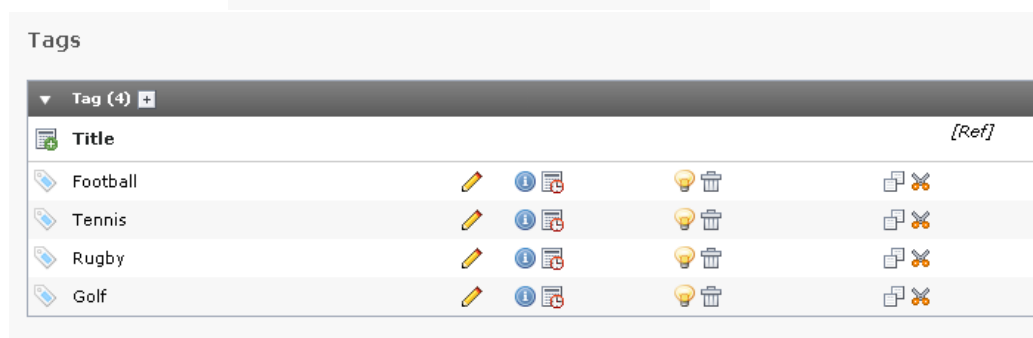 Tags
Tag (4)
Title [Ref]
Football
Tennis
Rugby
Golf